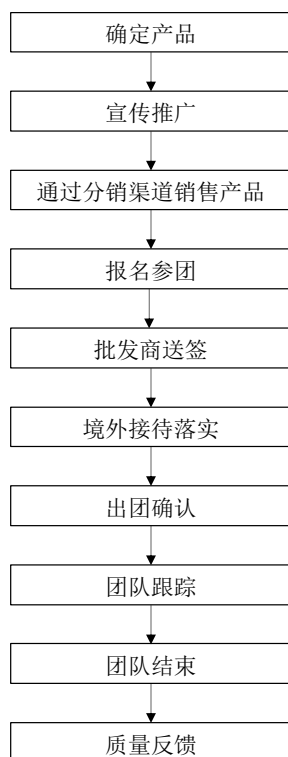 确定产品
宣传推广
通过分销渠道销售产品
报名参团
批发商送签
境外接待落实
出团确认
团队跟踪
团队结束
质量反馈